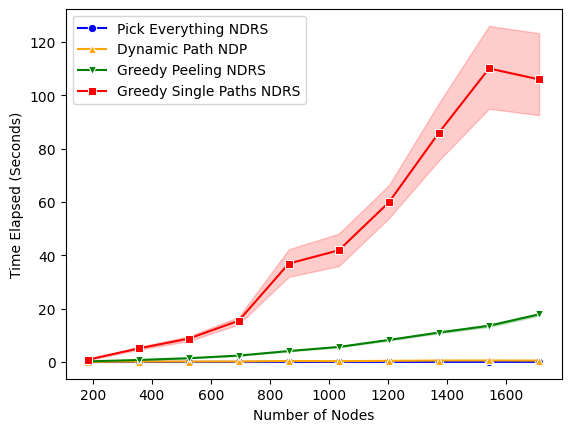 Pick Everything NDRS
Dynamic Path NDP
Greedy Peeling NDRS
Greedy Single Paths NDRS
Time Elapsed (Seconds)
120
100
80
60
40
20
0
200 400 600 800 1000 1200 1400 1600
Number of Nodes